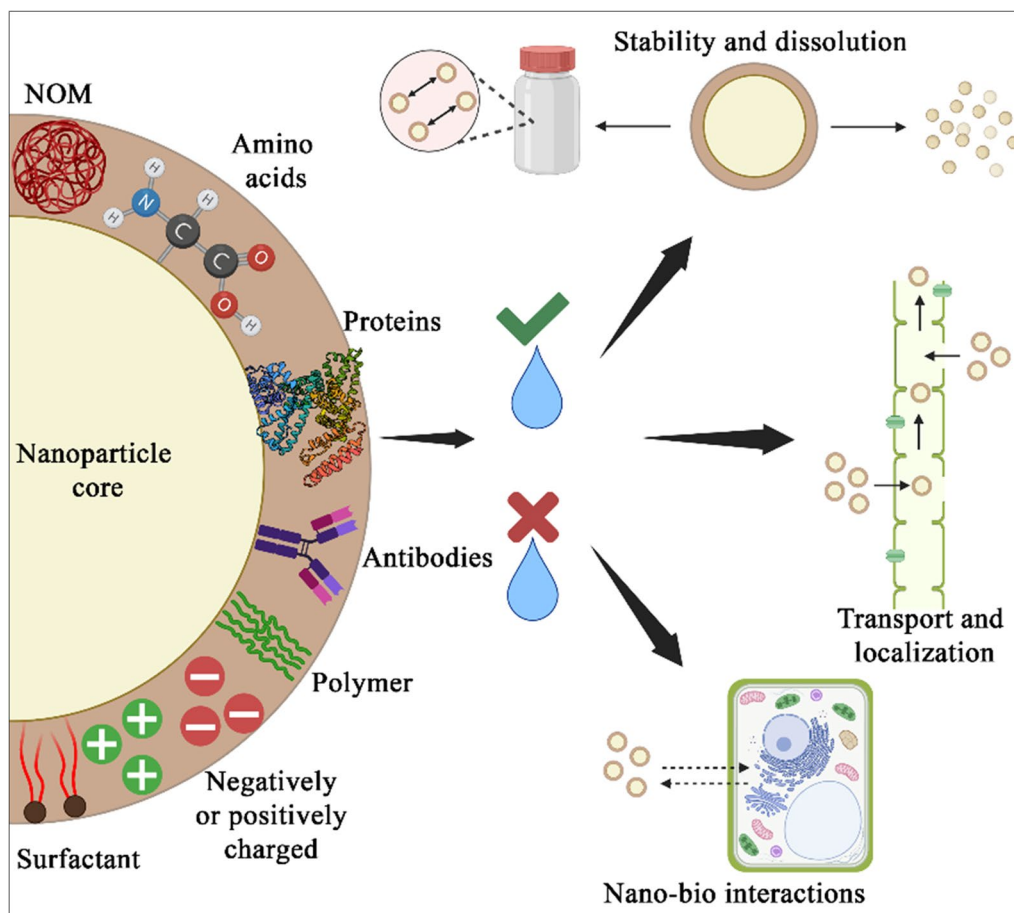 NOM
Amino
acids
H
N
H
H
C
C
O
O
H
Proteins
Nanoparticle
core
Antibodies
Polymer
Negatively
or positively
charged
Surfactant
Stability and dissolution
Transport and
localization
Nano-bio interactions